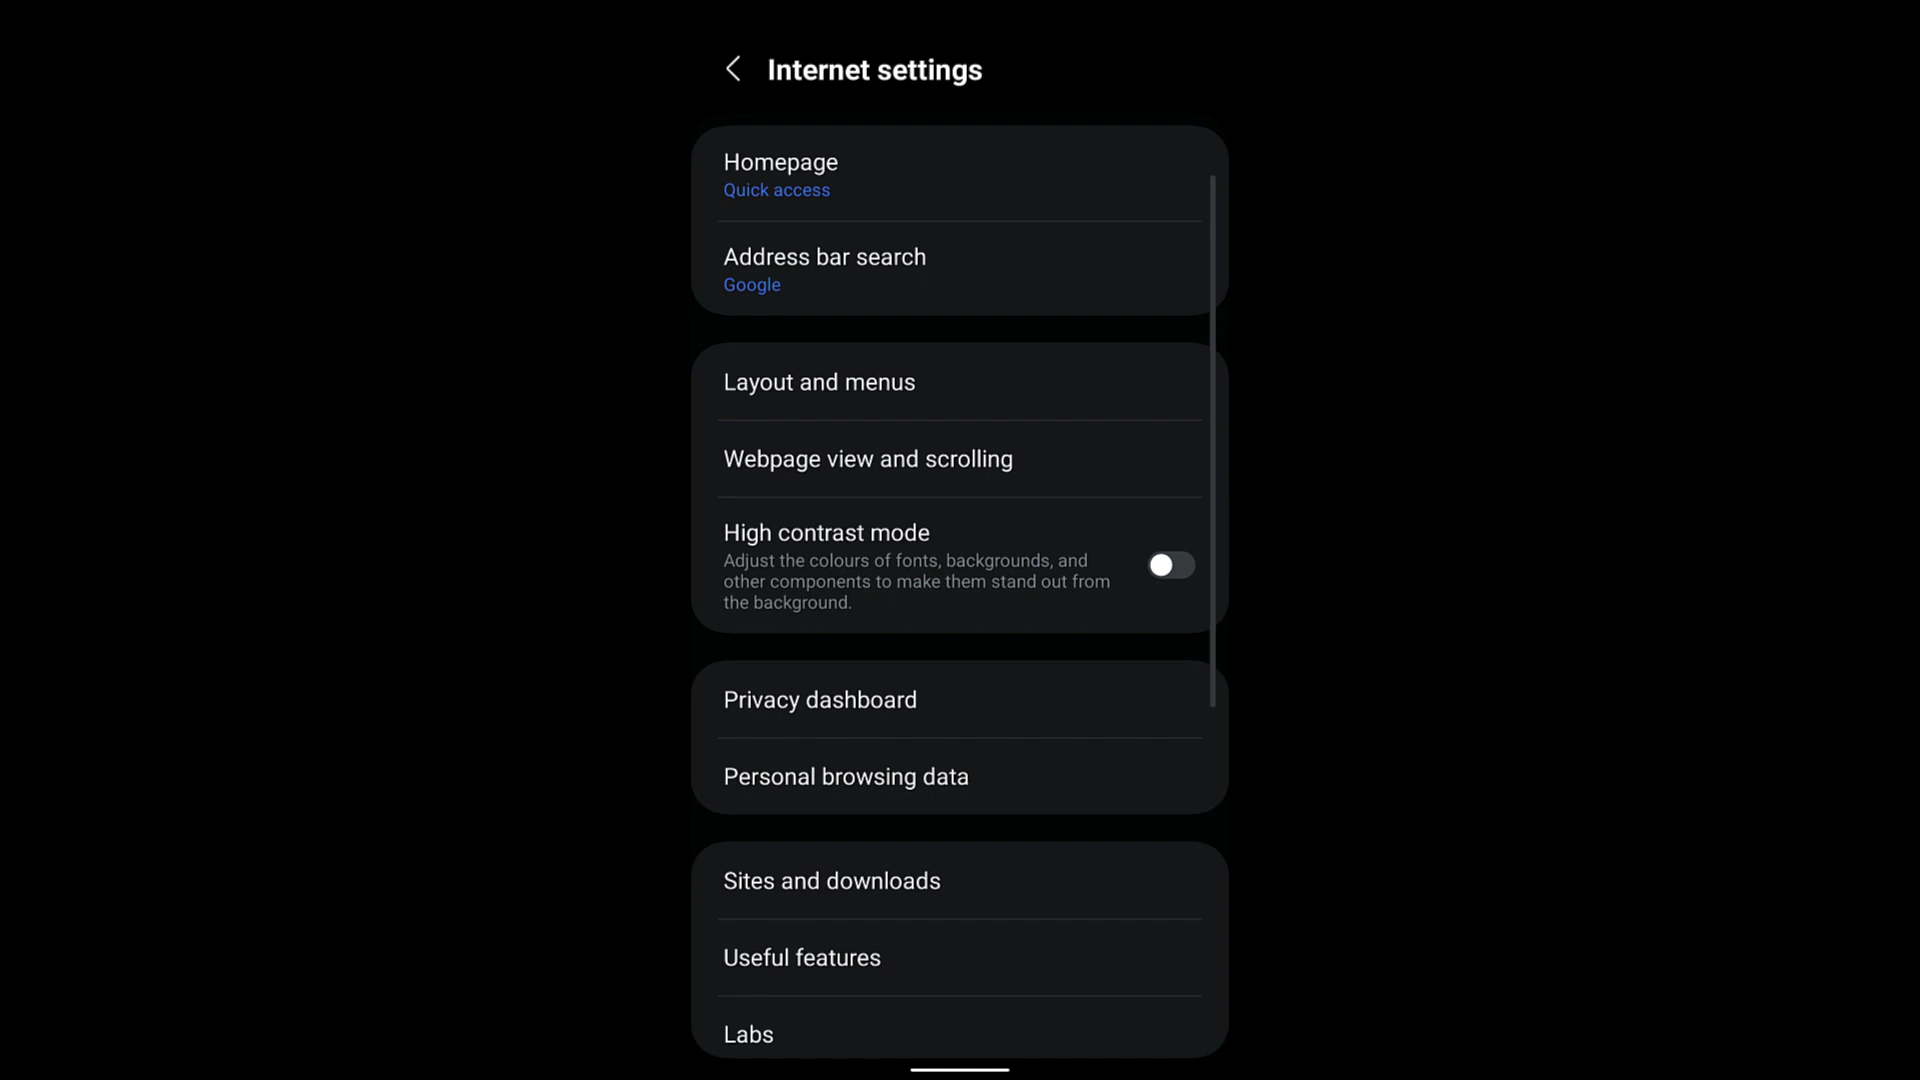 Internet settings
Homepage
Quick access
Address bar search
Google
Layout and menus
Webpage view and scrolling
High contrast mode
Adjust the colours of fonts, backgrounds, and
other components to make them stand out from
the background.
Privacy dashboard
Personal browsing data
Sites and downloads
Useful features
Labs